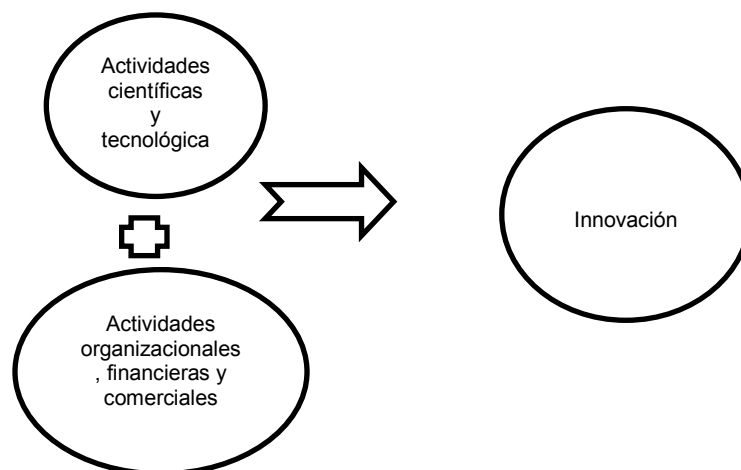 Actividades
científicas
y
tecnológica
Innovación
Actividades
organizacionales
, financieras y
comerciales